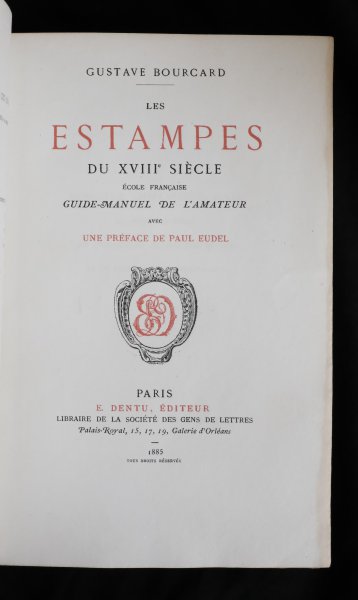 GUSTAVE BOURCARD
LES
ESTAMPES
DU XVIIIe SIÈCLE
ÉCOLE FRANÇAISE
GUIDE-MANUEL DE L'AMATEUR
AVEC
UNE PRÉFACE DE PAUL EUDEL
PARIS
E. DENTU, ÉDITEUR
LIBRAIRE DE LA SOCIÉTÉ DES GENS DE LETTRES
Palais-Royal, 15, 17, 19, Galerie d'Orléans
1885
TOUS DROITS RÉSERVÉS